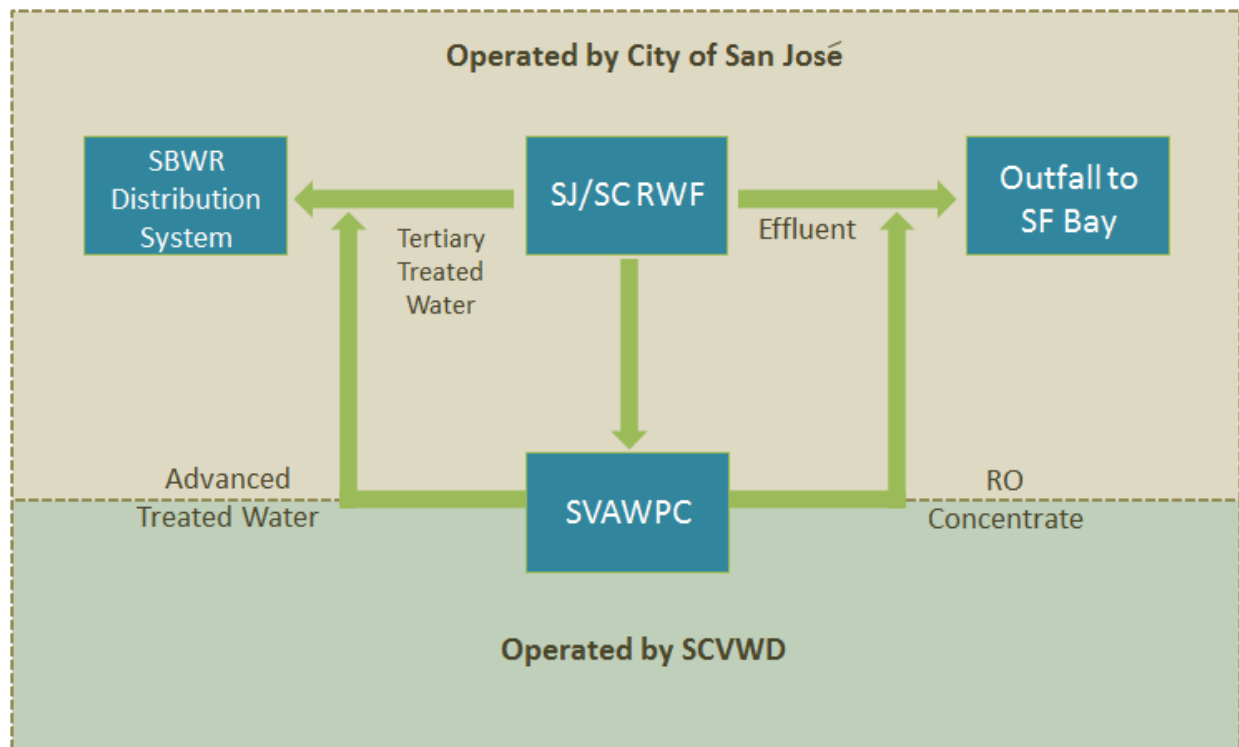 Operated by City of San José
SBWR
Distribution
System
SJ/SC RWF
Outfall to
SF Bay
Tertiary
Treated
Water
Effluent
Advanced
Treated Water
SVAWPC
RO
Concentrate
Operated by SCVWD